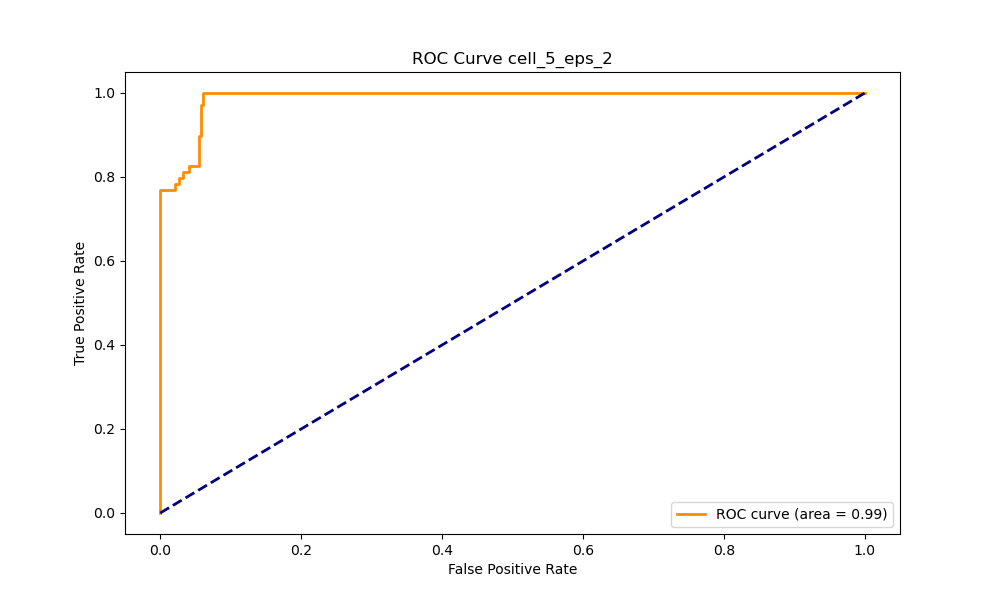 ROC Curve cell_5_eps_2
True Positive Rate
1.0
0.8
0.6
0.4
0.2
0.0
0.0 0.2 0.4 0.6 0.8 1.0
False Positive Rate
ROC curve (area = 0.99)